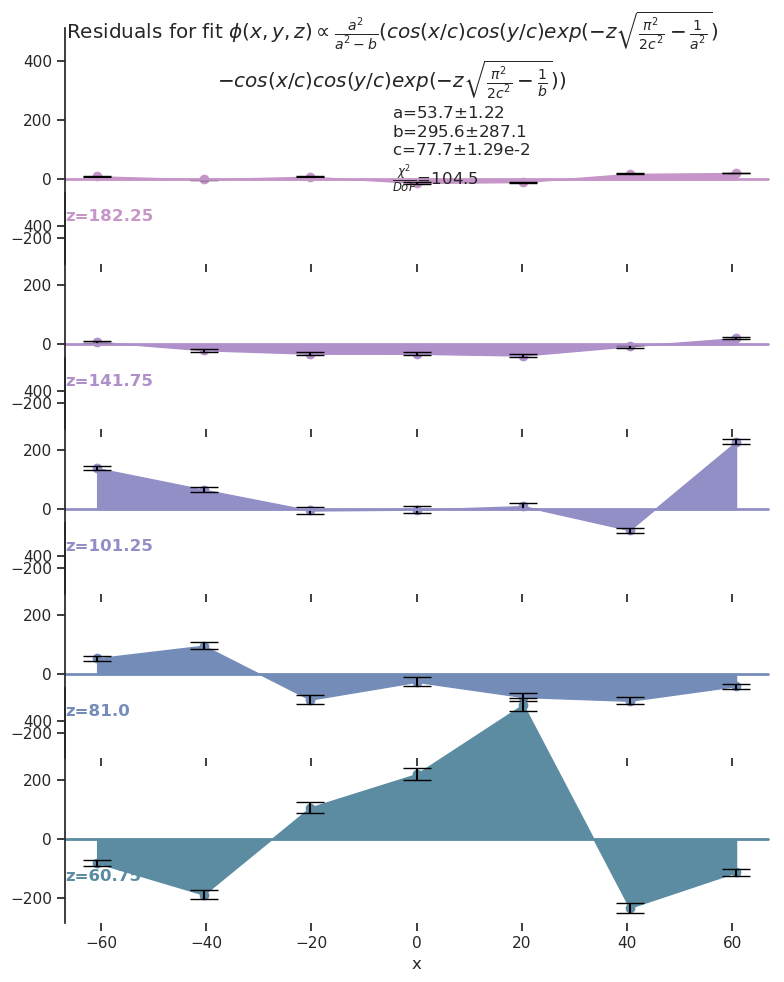 Residuals for fit ϕ(x, y, z) ∝ a²/(a²−b) (cos(x/c)cos(y/c)exp(−z√(π²/2c² − 1/a²))
−cos(x/c)cos(y/c)exp(−z√(π²/2c² − 1/b)))
a=53.7±1.22
b=295.6±287.1
c=77.7±1.29e-2
χ²/DoF=104.5
400
200
0
−200
z=182.25
400
200
0
−200
z=141.75
400
200
0
−200
z=101.25
400
200
0
−200
z=81.0
400
200
0
−200
z=60.75
−60 −40 −20 0 20 40 60
x